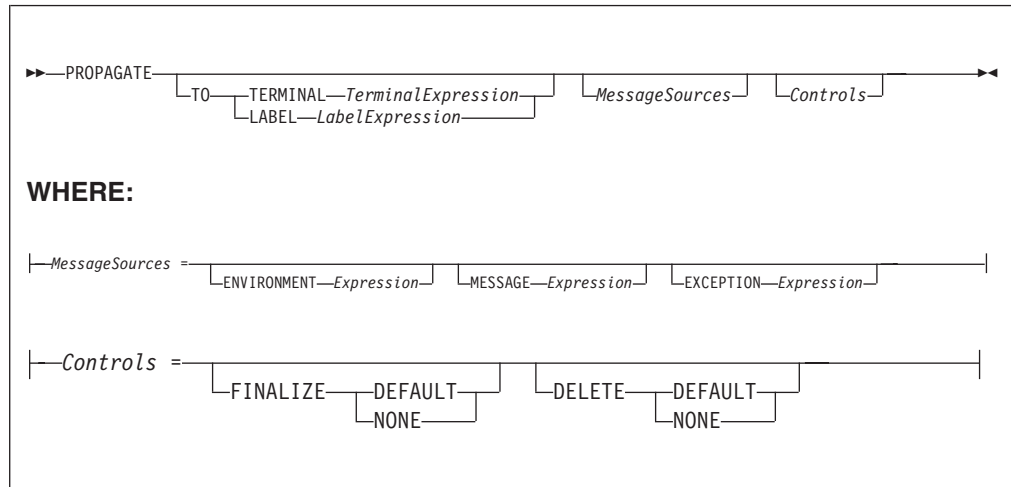 PROPAGATE
TO TERMINAL TerminalExpression MessageSources Controls
LABEL LabelExpression
WHERE:
MessageSources =
ENVIRONMENT Expression MESSAGE Expression EXCEPTION Expression
Controls =
FINALIZE DEFAULT DELETE DEFAULT
NONE NONE